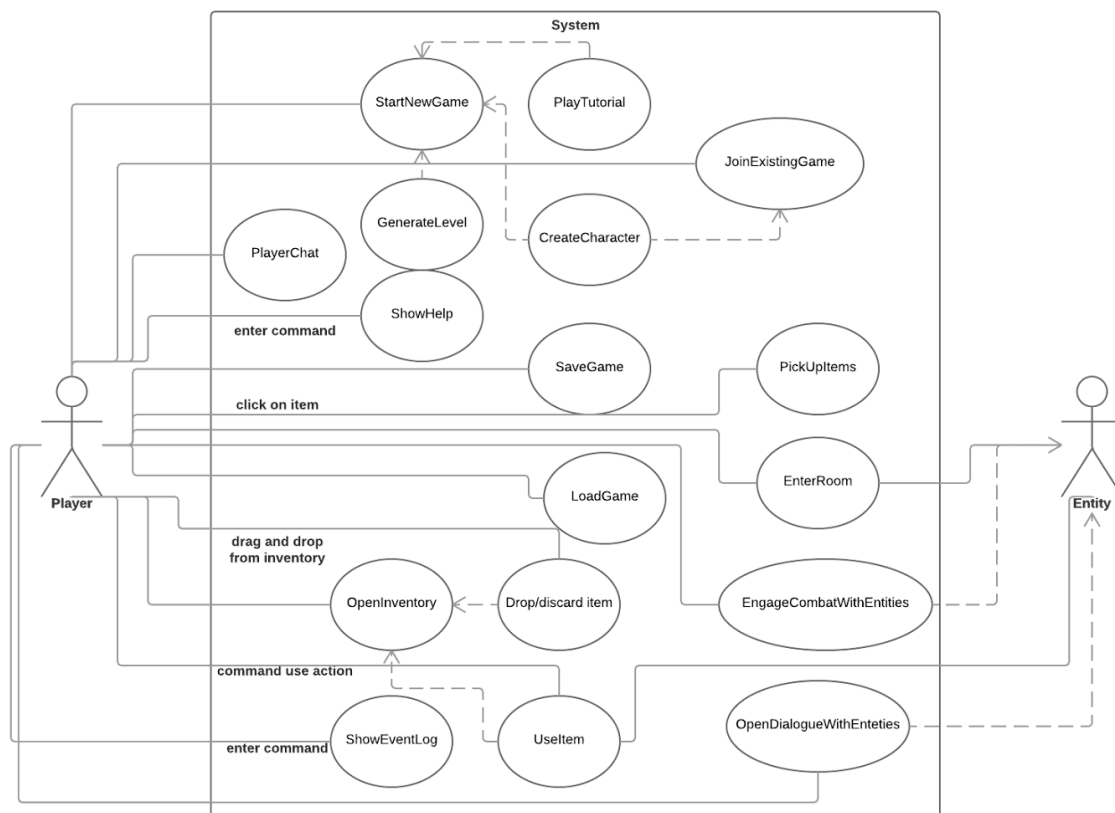 System
StartNewGame
PlayTutorial
JoinExistingGame
GenerateLevel
CreateCharacter
PlayerChat
ShowHelp
enter command
SaveGame
PickUpItems
click on item
EnterRoom
LoadGame
Player
Entity
drag and drop
from inventory
OpenInventory
Drop/discard item
EngageCombatWithEntities
command use action
OpenDialogueWithEnteties
ShowEventLog
UseItem
enter command